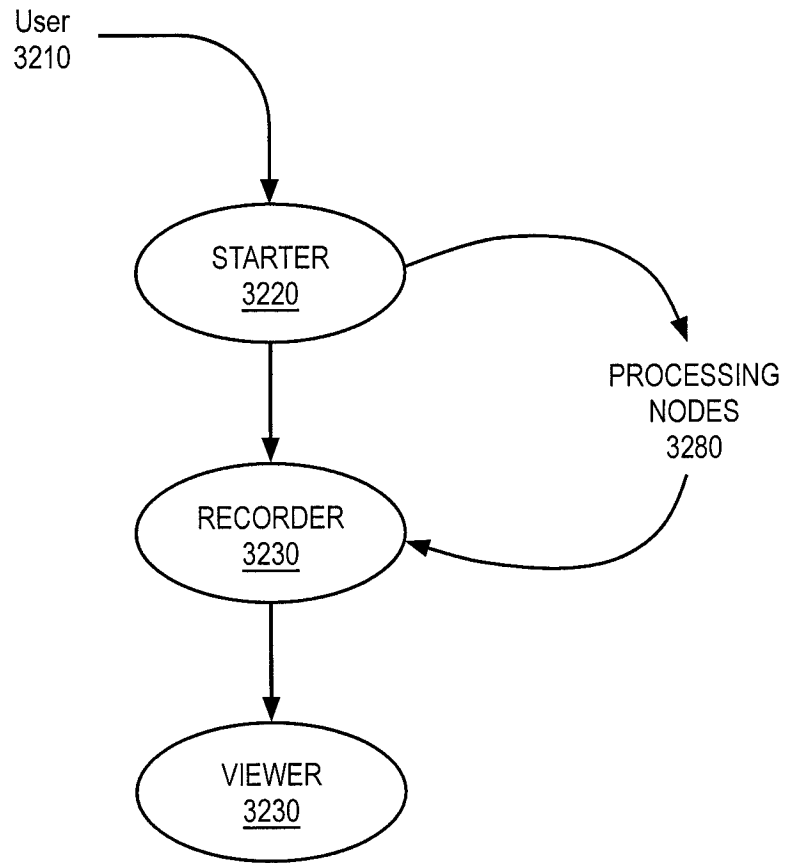 User
3210
STARTER
3220
PROCESSING
NODES
3280
RECORDER
3230
VIEWER
3230